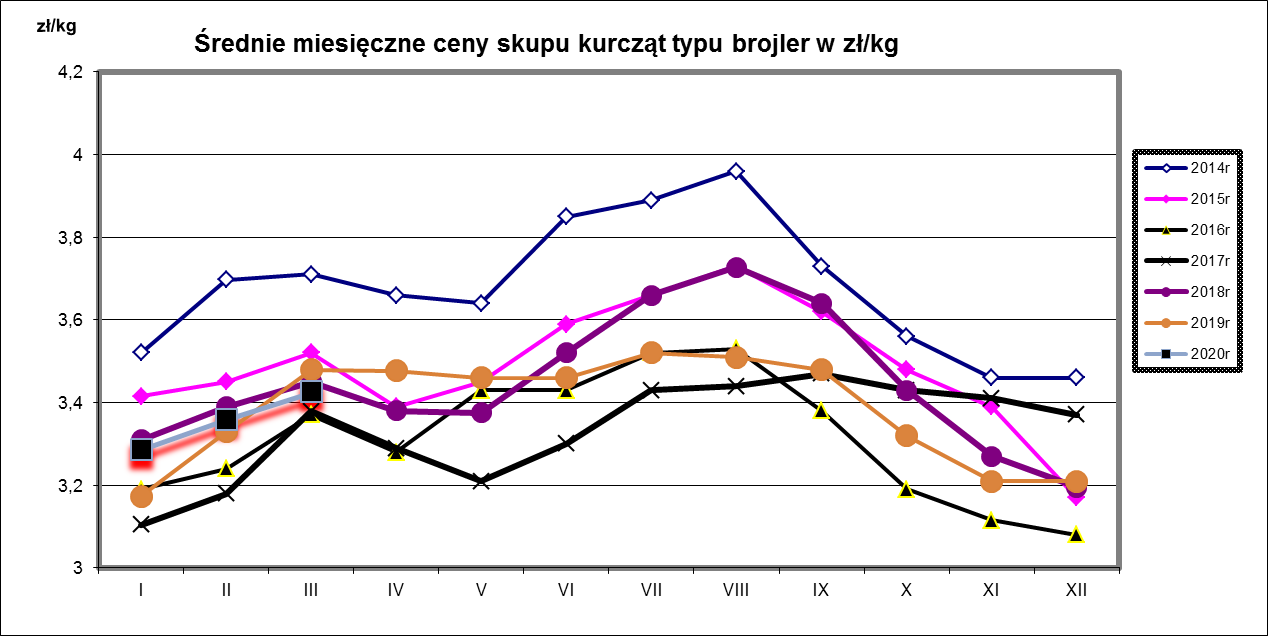 zł/kg
Średnie miesięczne ceny skupu kurcząt typu brojler w zł/kg
4,2
4
3,8
3,6
3,4
3,2
3
I II III IV V VI VII VIII IX X XI XII
2014r
2015r
2016r
2017r
2018r
2019r
2020r